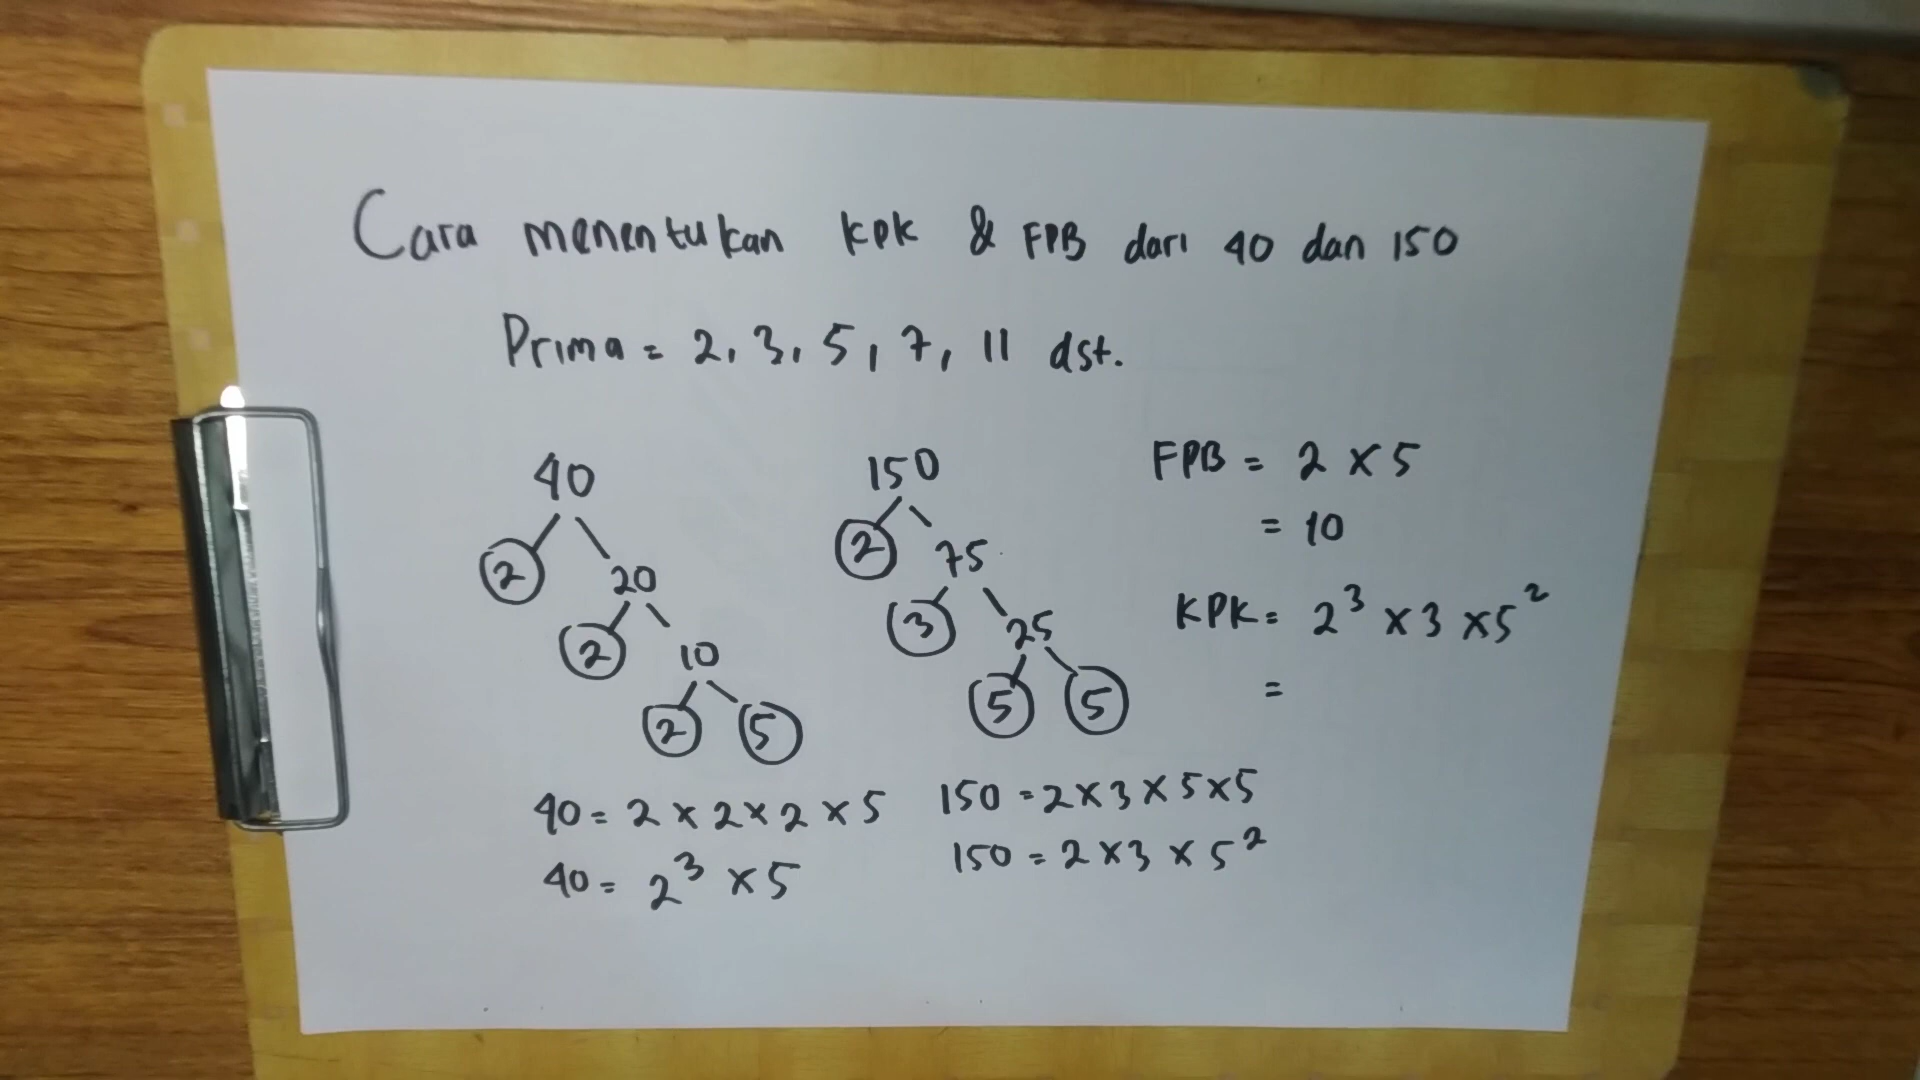 Cara menentukan kpk & FPB dari 40 dan 150
Prima = 2, 3, 5, 7, 11 dst.
40
2 20
2 10
2 5
40 = 2 × 2 × 2 × 5
40 = 2³ × 5
150
2 75
3 25
5 5
150 = 2 × 3 × 5 × 5
150 = 2 × 3 × 5²
FPB = 2 × 5
= 10
KPK = 2³ × 3 × 5²
=